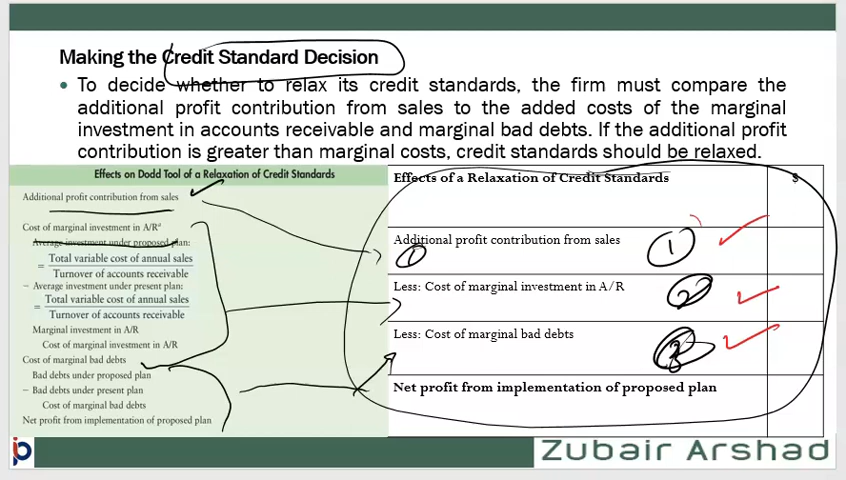 Making the Credit Standard Decision
• To decide whether to relax its credit standards, the firm must compare the
additional profit contribution from sales to the added costs of the marginal
investment in accounts receivable and marginal bad debts. If the additional profit
contribution is greater than marginal costs, credit standards should be relaxed.
Effects on Dodd Tool of a Relaxation of Credit Standards
Additional profit contribution from sales
Cost of marginal investment in A/Rᵃ
Average investment under proposed plan:
= Total variable cost of annual sales
Turnover of accounts receivable
− Average investment under present plan:
= Total variable cost of annual sales
Turnover of accounts receivable
Marginal investment in A/R
Cost of marginal investment in A/R
Cost of marginal bad debts
Bad debts under proposed plan
− Bad debts under present plan
Cost of marginal bad debts
Net profit from implementation of proposed plan
Effects of a Relaxation of Credit Standards $
Additional profit contribution from sales 1
1
Less: Cost of marginal investment in A/R 2
Less: Cost of marginal bad debts 3
Net profit from implementation of proposed plan
Zubair Arshad